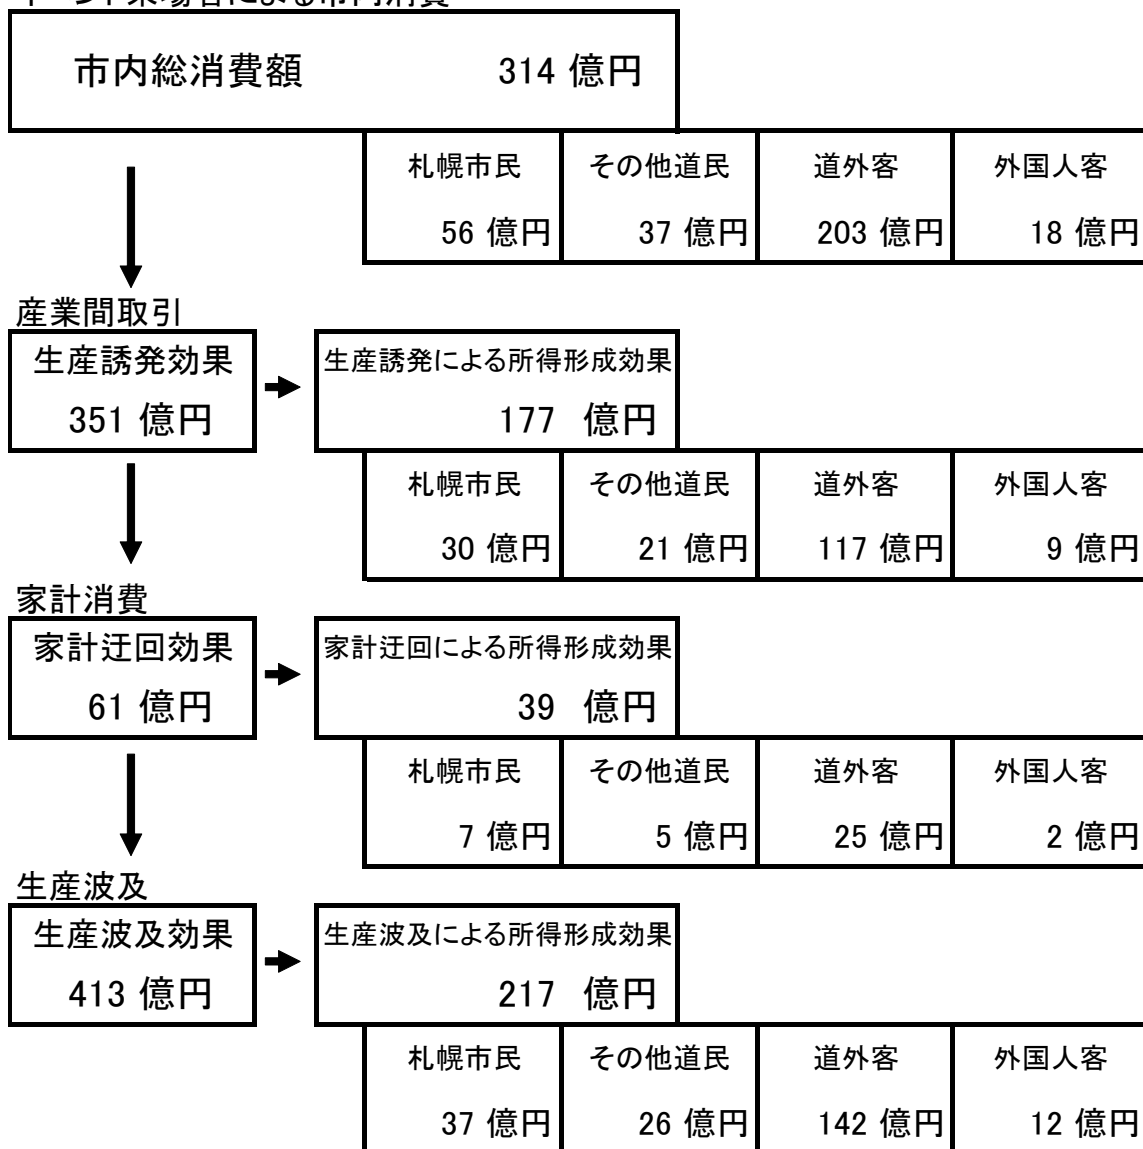 市内総消費額 314 億円
札幌市民 その他道民 道外客 外国人客
56 億円 37 億円 203 億円 18 億円
産業間取引
生産誘発効果 生産誘発による所得形成効果
351 億円 177 億円
札幌市民 その他道民 道外客 外国人客
30 億円 21 億円 117 億円 9 億円
家計消費
家計迂回効果 家計迂回による所得形成効果
61 億円 39 億円
札幌市民 その他道民 道外客 外国人客
7 億円 5 億円 25 億円 2 億円
生産波及
生産波及効果 生産波及による所得形成効果
413 億円 217 億円
札幌市民 その他道民 道外客 外国人客
37 億円 26 億円 142 億円 12 億円